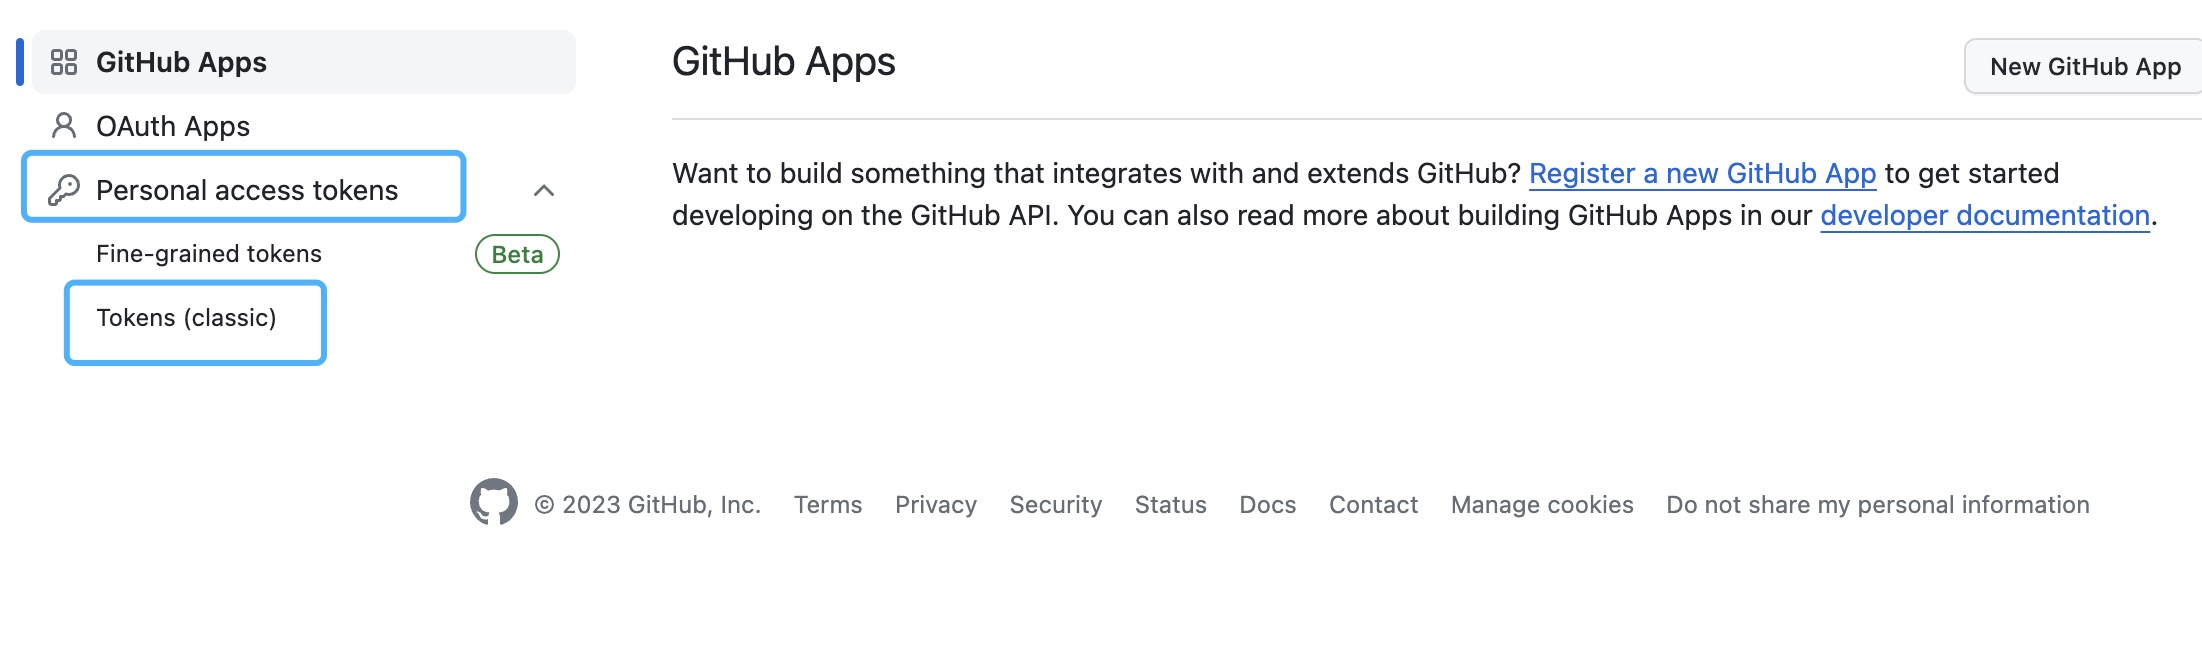 GitHub Apps
OAuth Apps
Personal access tokens
Fine-grained tokens
Beta
Tokens (classic)
GitHub Apps
New GitHub App
Want to build something that integrates with and extends GitHub? Register a new GitHub App to get started
developing on the GitHub API. You can also read more about building GitHub Apps in our developer documentation.
© 2023 GitHub, Inc. Terms Privacy Security Status Docs Contact Manage cookies Do not share my personal information